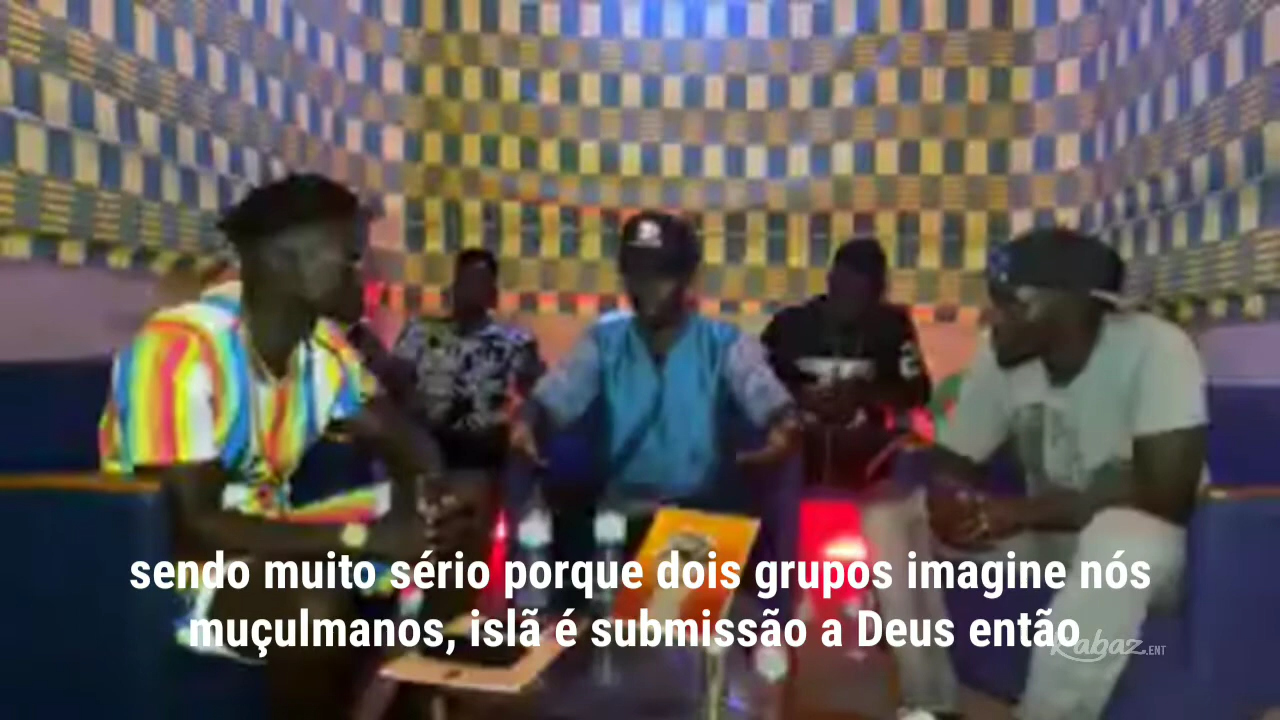 sendo muito sério porque dois grupos imagine nós
muçulmanos, islã é submissão a Deus então
Kabaz.ENT